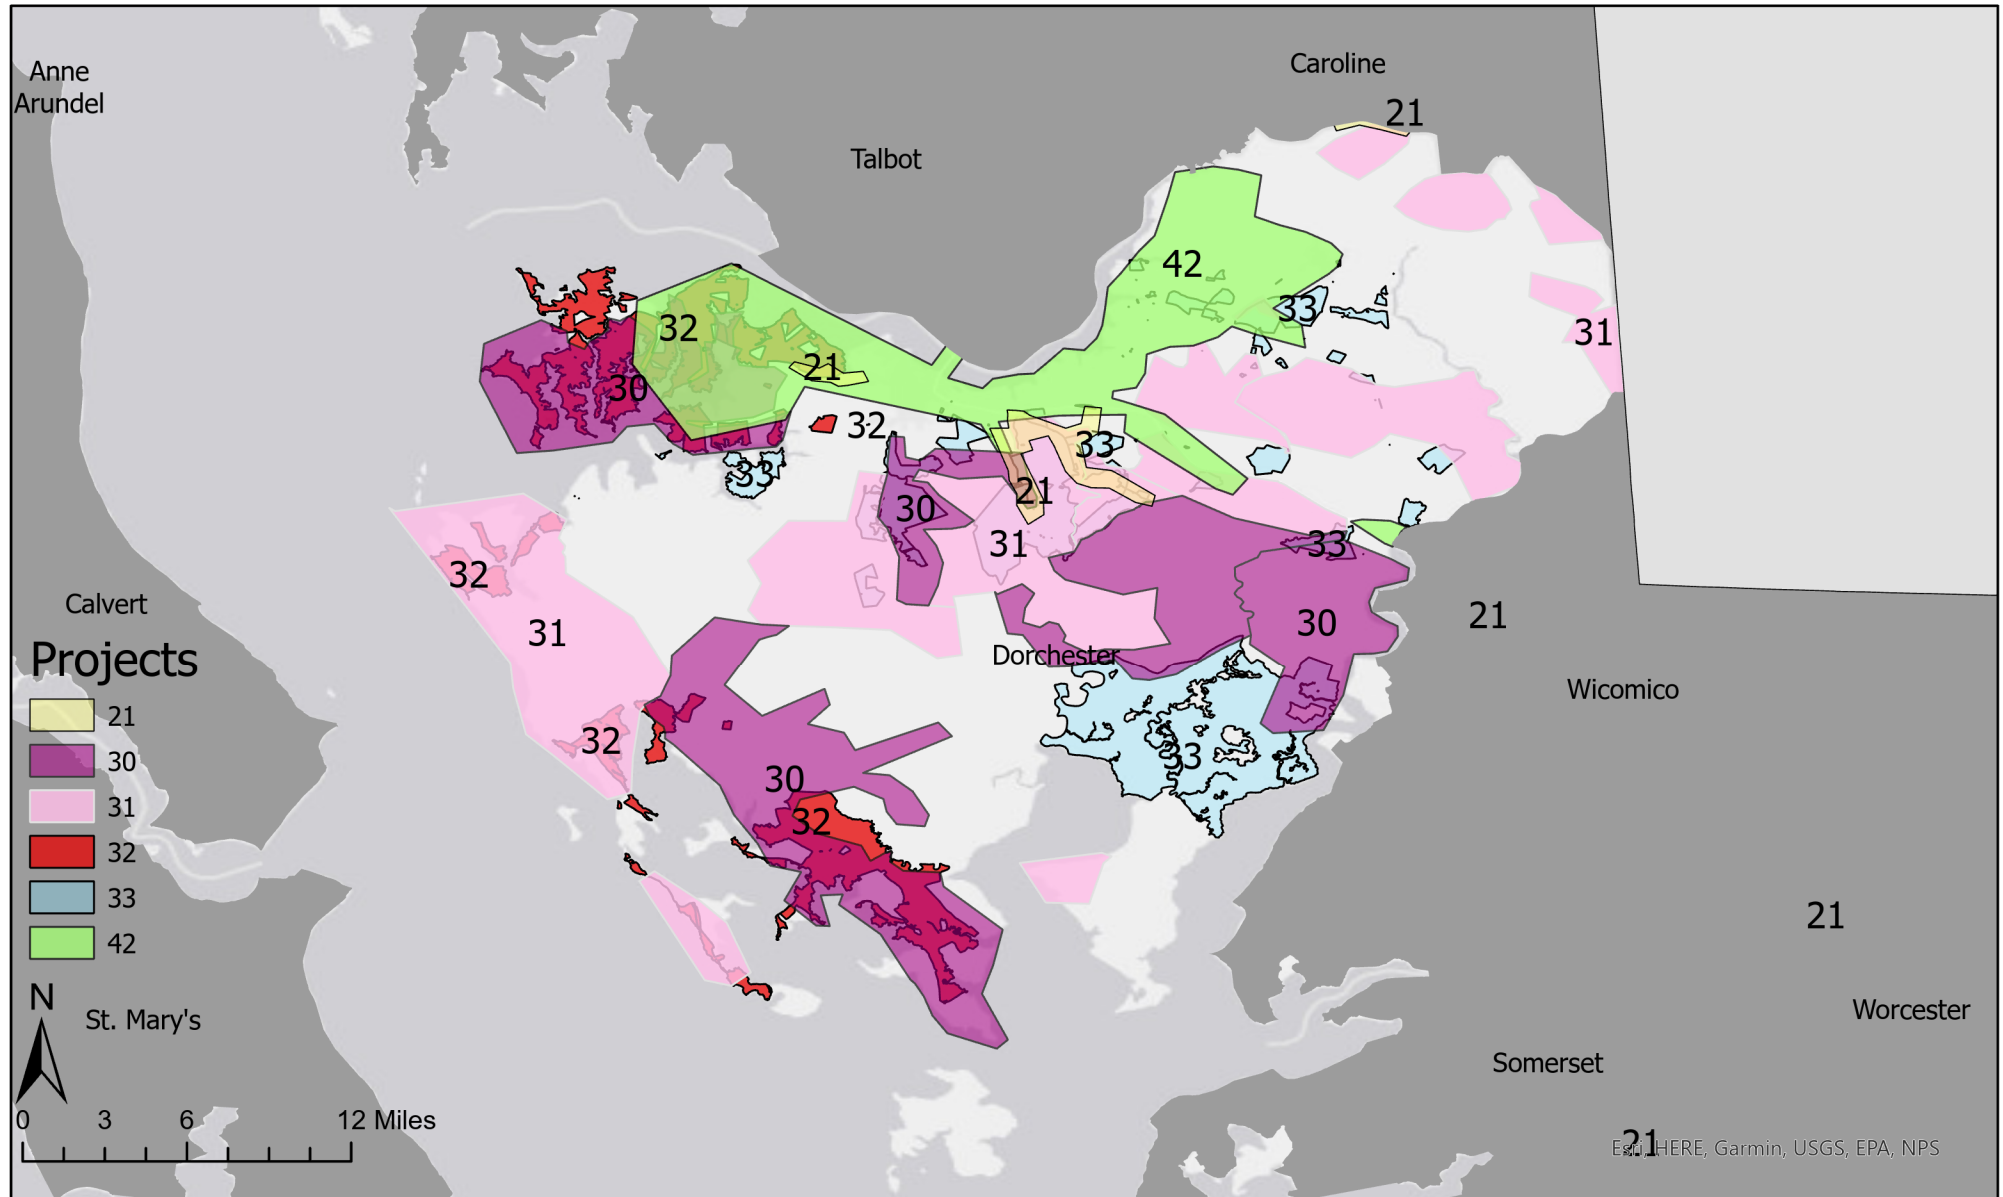 Caroline
Anne
Arundel
21
Talbot
42
33
32
31
21
30
32
33
33
21
30
31
33
32
Calvert
21
30
31
Dorchester
Projects
Wicomico
21
30
31
32
33
42
32
33
30
32
21
N
St. Mary's
Worcester
Somerset
0 3 6 12 Miles
21
Esri, HERE, Garmin, USGS, EPA, NPS